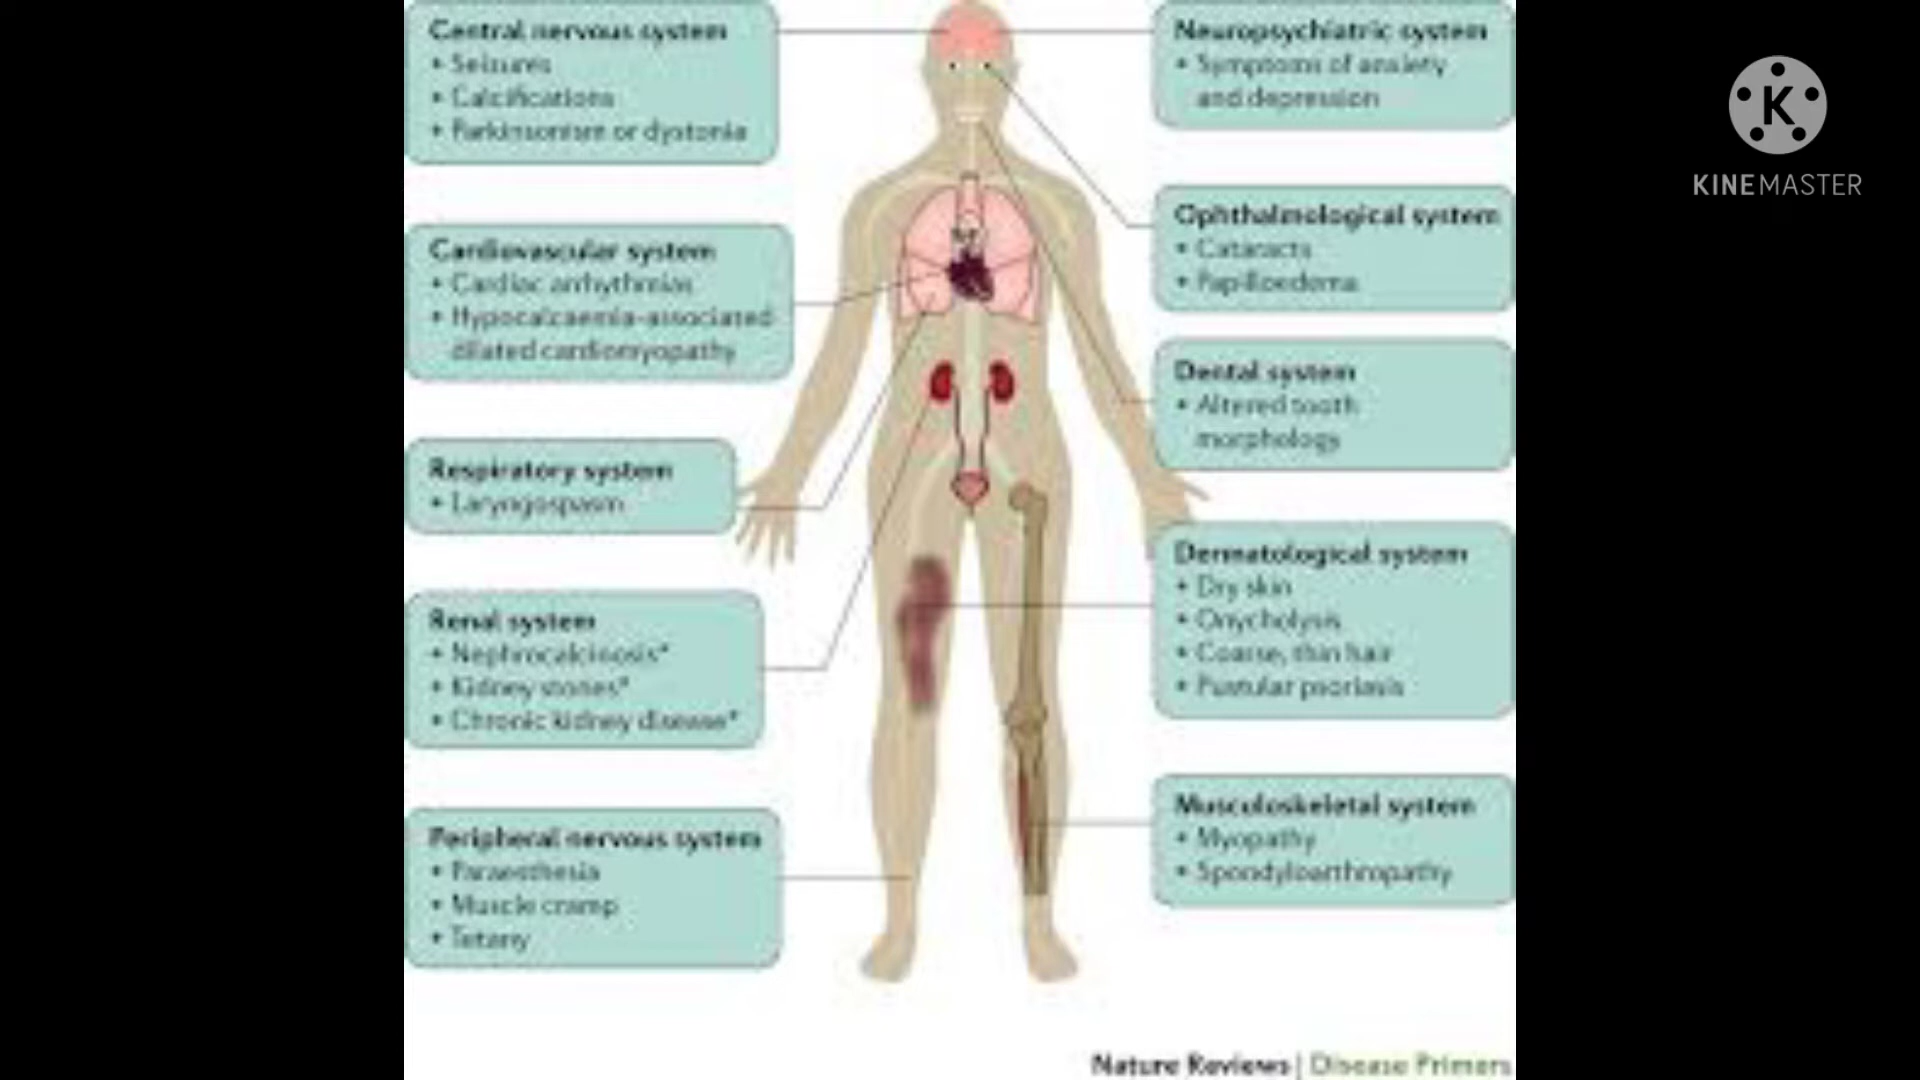 Central nervous system
• Seizures
• Calcifications
• Parkinsonism or dystonia
Cardiovascular system
• Cardiac arrhythmias
• Hypocalcaemia-associated
dilated cardiomyopathy
Respiratory system
• Laryngospasm
Renal system
• Nephrocalcinosis*
• Kidney stones*
• Chronic kidney disease*
Peripheral nervous system
• Paraesthesia
• Muscle cramp
• Tetany
Neuropsychiatric system
• Symptoms of anxiety
and depression
Ophthalmological system
• Cataracts
• Papilloedema
Dental system
• Altered tooth
morphology
Dermatological system
• Dry skin
• Onycholysis
• Coarse, thin hair
• Pustular psoriasis
Musculoskeletal system
• Myopathy
• Spondyloarthropathy
Nature Reviews | Disease Primers
K
KINEMASTER